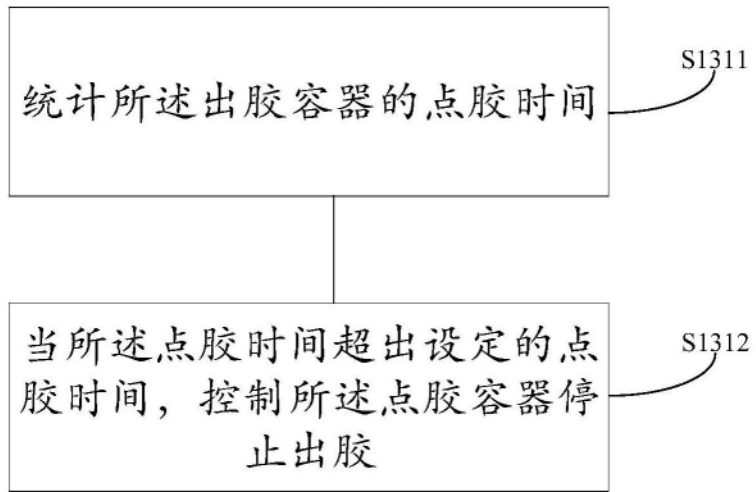 统计所述出胶容器的点胶时间
S1311
当所述点胶时间超出设定的点
胶时间，控制所述点胶容器停
止出胶
S1312